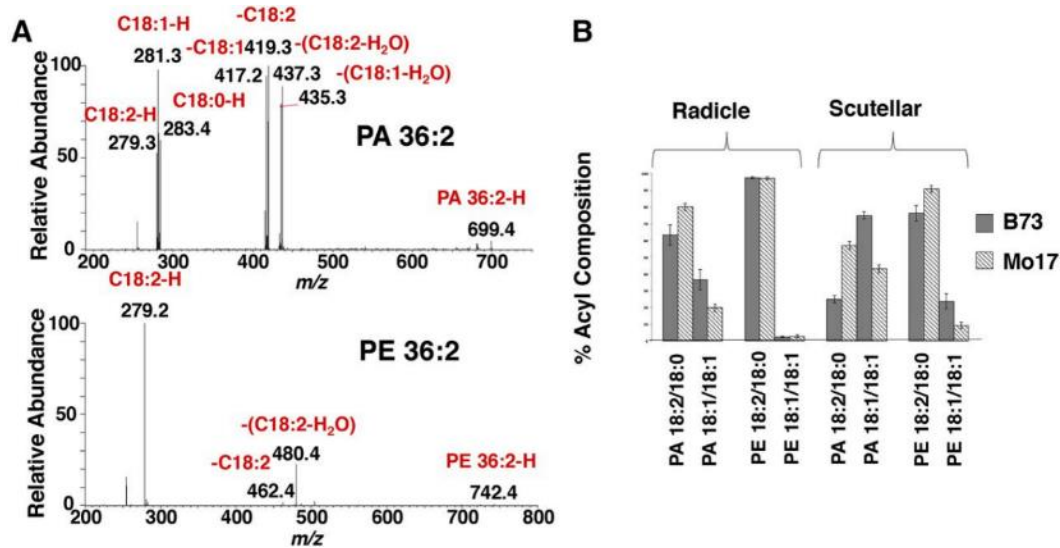 A
C18:1-H
281.3
-C18:2
-C18:1
419.3
-(C18:2-H₂O)
417.2
437.3
-(C18:1-H₂O)
435.3
C18:2-H
279.3
C18:0-H
283.4
PA 36:2
PA 36:2-H
699.4
Relative Abundance
100
50
0
200 300 400 500 600 700
m/z
C18:2-H
279.2
PE 36:2
-(C18:2-H₂O)
-C18:2
480.4
462.4
PE 36:2-H
742.4
Relative Abundance
100
50
0
200 300 400 500 600 700 800
m/z
B
Radicle
Scutellar
% Acyl Composition
B73
Mo17
PA 18:2/18:0
PA 18:1/18:1
PE 18:2/18:0
PE 18:1/18:1
PA 18:2/18:0
PA 18:1/18:1
PE 18:2/18:0
PE 18:1/18:1